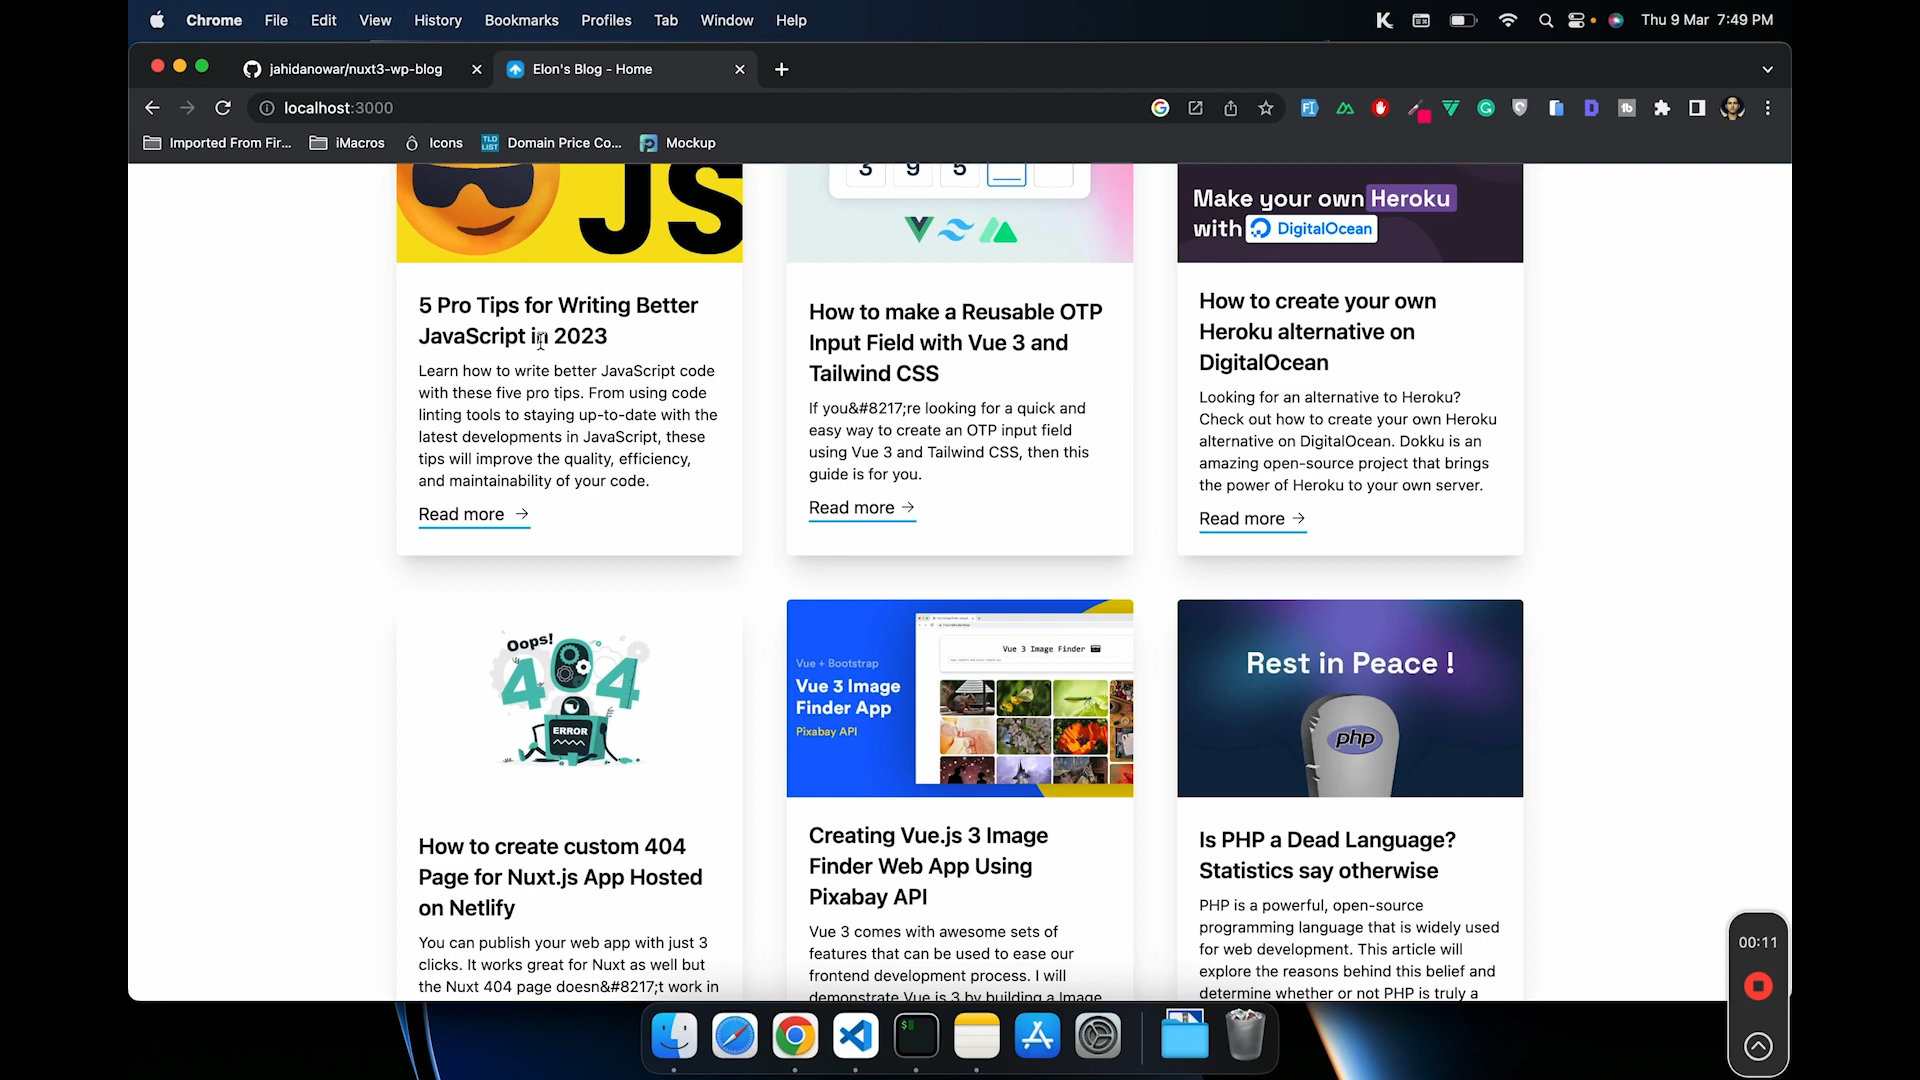 Chrome File Edit View History Bookmarks Profiles Tab Window Help
Thu 9 Mar 7:49 PM
jahidanowar/nuxt3-wp-blog
Elon's Blog - Home
localhost:3000
Imported From Fir...
iMacros
Icons
TLD LIST
Domain Price Co...
Mockup
JS
3 9 5
Make your own Heroku
with DigitalOcean
5 Pro Tips for Writing Better
JavaScript in 2023
Learn how to write better JavaScript code
with these five pro tips. From using code
linting tools to staying up-to-date with the
latest developments in JavaScript, these
tips will improve the quality, efficiency,
and maintainability of your code.
Read more →
How to make a Reusable OTP
Input Field with Vue 3 and
Tailwind CSS
If you&#8217;re looking for a quick and
easy way to create an OTP input field
using Vue 3 and Tailwind CSS, then this
guide is for you.
Read more →
How to create your own
Heroku alternative on
DigitalOcean
Looking for an alternative to Heroku?
Check out how to create your own Heroku
alternative on DigitalOcean. Dokku is an
amazing open-source project that brings
the power of Heroku to your own server.
Read more →
Oops!
404
ERROR
How to create custom 404
Page for Nuxt.js App Hosted
on Netlify
You can publish your web app with just 3
clicks. It works great for Nuxt as well but
the Nuxt 404 page doesn&#8217;t work in
Vue + Bootstrap
Vue 3 Image
Finder App
Pixabay API
Vue 3 Image Finder
Creating Vue.js 3 Image
Finder Web App Using
Pixabay API
Vue 3 comes with awesome sets of
features that can be used to ease our
frontend development process. I will
demonstrate Vue.js 3 by building a Image
Rest in Peace !
php
Is PHP a Dead Language?
Statistics say otherwise
PHP is a powerful, open-source
programming language that is widely used
for web development. This article will
explore the reasons behind this belief and
determine whether or not PHP is truly a
00:11